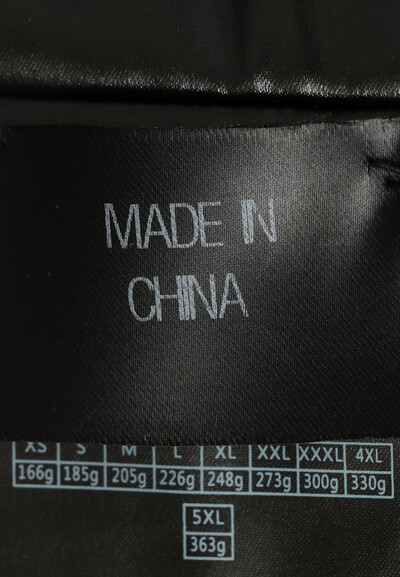 MADE IN
CHINA
XS S M L XL XXL XXXL 4XL
166g 185g 205g 226g 248g 273g 300g 330g
5XL
363g